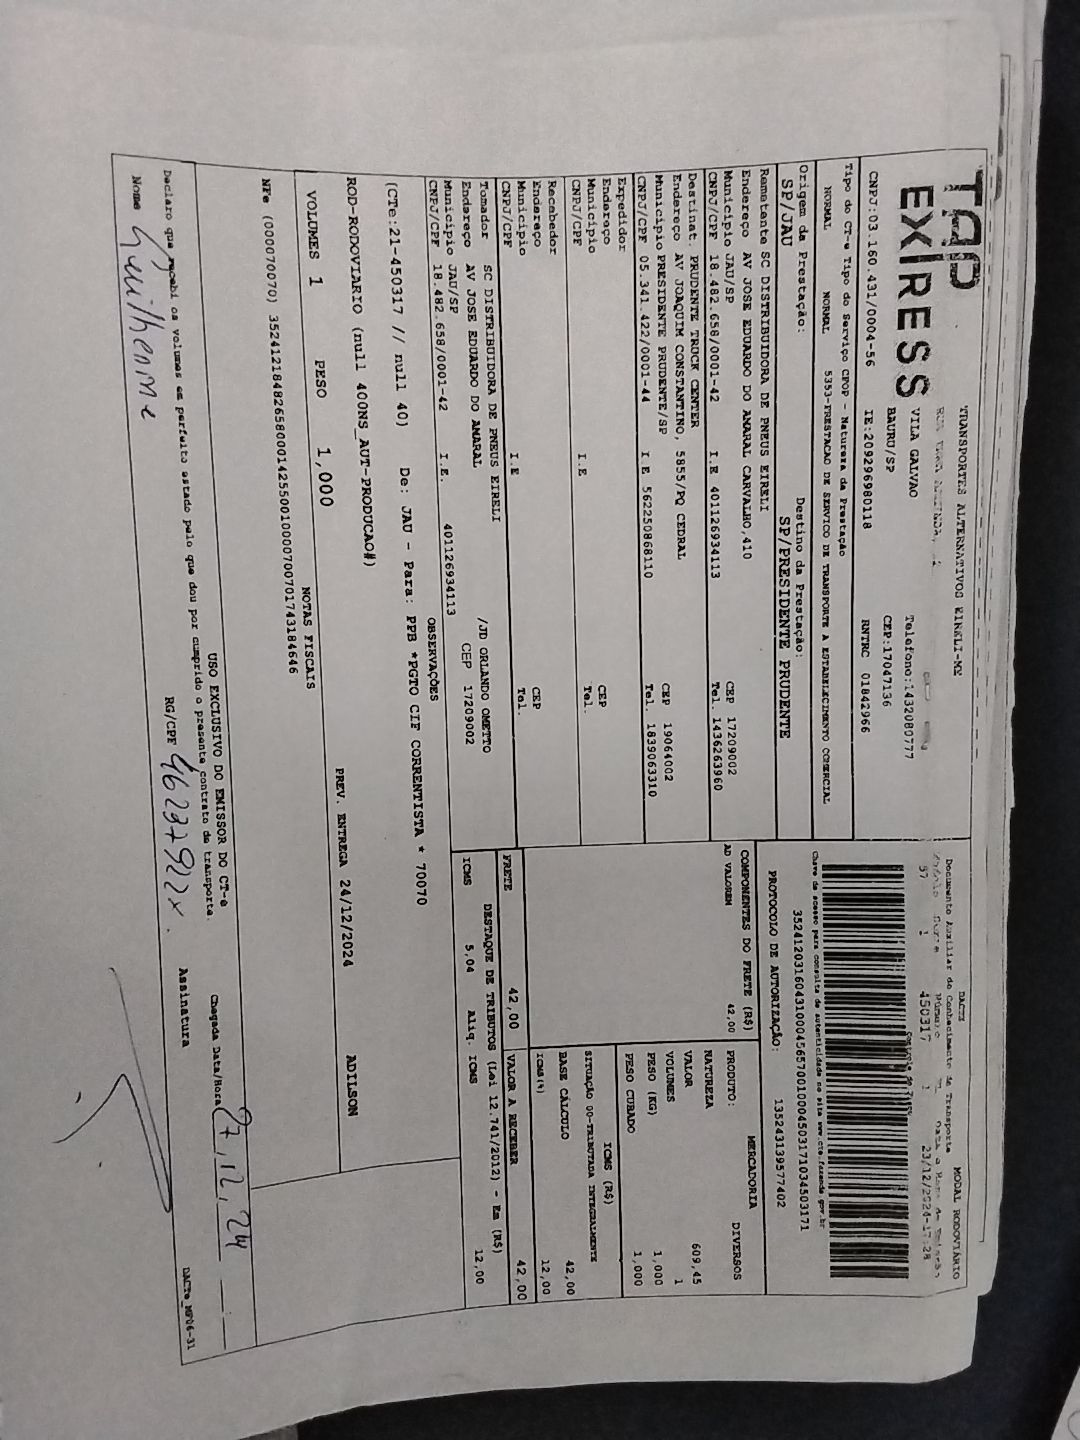 TAP
EXPRESS
TRANSPORTES ALTERNATIVOS EIRELI-ME
VILA GALVAO
Telefone:1432080777
BAURU/SP
CEP:17047136
CNPJ:03.160.431/0004-56
IE:209296980118
RNTRC 01842966
DACTE
MODAL RODOVIÁRIO
Documento Auxiliar do Conhecimento de Transporte
57 1 450317 1 23/12/2024-17:28
Chave de acesso para consulta de autenticidade no site www.cte.fazenda.gov.br
35241203160431000456570010004503171034503171
PROTOCOLO DE AUTORIZAÇÃO: 135243139577402
Tipo do CT-e Tipo do Serviço CFOP - Natureza da Prestação
NORMAL NORMAL 5353-PRESTACAO DE SERVICO DE TRANSPORTE A ESTABELECIMENTO COMERCIAL
Origem da Prestação: Destino da Prestação:
SP/JAU SP/PRESIDENTE PRUDENTE
Remetente SC DISTRIBUIDORA DE PNEUS EIRELI
Endereço AV JOSE EDUARDO DO AMARAL CARVALHO,410
Município JAU/SP CEP 17209002
CNPJ/CPF 18.482.658/0001-42 I.E 401126934113 Tel. 1436263960
Destinat. PRUDENTE TRUCK CENTER
Endereço AV JOAQUIM CONSTANTINO, 5855/PQ CEDRAL
Município PRESIDENTE PRUDENTE/SP CEP 19064002
CNPJ/CPF 05.341.422/0001-44 I.E 562250868110 Tel. 1839063310
Expedidor
Endereço
Município CEP
CNPJ/CPF I.E Tel.
Recebedor
Endereço
Município CEP
CNPJ/CPF I.E Tel.
Tomador SC DISTRIBUIDORA DE PNEUS EIRELI
Endereço AV JOSE EDUARDO DO AMARAL /JD ORLANDO OMETTO
Município JAU/SP CEP 17209002
CNPJ/CPF 18.482.658/0001-42 I.E. 401126934113
COMPONENTES DO FRETE (R$)
AD VALOREM 42,00
MERCADORIA
PRODUTO: DIVERSOS
NATUREZA
VALOR 609,45
VOLUMES 1
PESO (KG) 1,000
PESO CUBADO 1,000
ICMS (R$)
SITUAÇÃO 00-TRIBUTADA INTEGRALMENTE
BASE CÁLCULO 42,00
ICMS(%) 12,00
FRETE 42,00 VALOR A RECEBER 42,00
DESTAQUE DE TRIBUTOS (Lei 12.741/2012) - Em (R$)
ICMS 5,04 Aliq. ICMS 12,00
OBSERVAÇÕES
(CTe:21-450317 // null 40) De: JAU - Para: PPB *PGTO CIF CORRENTISTA * 70070
ROD-RODOVIARIO (null 400NS_AUT-PRODUCAO#)
PREV. ENTREGA 24/12/2024 ADILSON
VOLUMES 1 PESO 1,000
NOTAS FISCAIS
NFe (000070070) 35241218482658000142550010000700701743184646
USO EXCLUSIVO DO EMISSOR DO CT-e
Declaro que recebi os volumes em perfeito estado pelo que dou por cumprido o presente contrato de transporte.
Chegada Data/Hora 27,12,24
Nome Guilherme RG/CPF 46237922x. Assinatura
DACTe_MP06-31